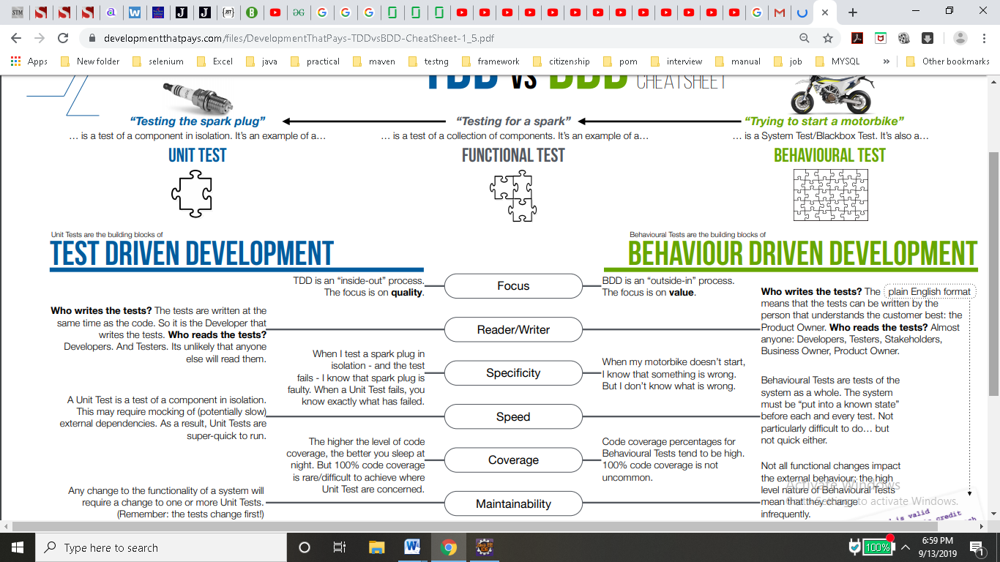 developmentthatpays.com/files/DevelopmentThatPays-TDDvsBDD-CheatSheet-1_5.pdf
Apps New folder selenium Excel java practical maven testng framework citizenship pom interview manual job MYSQL » Other bookmarks
TDD vs BDD CHEATSHEET
“Testing the spark plug” “Testing for a spark” “Trying to start a motorbike”
… is a test of a component in isolation. It’s an example of a… … is a test of a collection of components. It’s an example of a… … is a System Test/Blackbox Test. It’s also a…
UNIT TEST FUNCTIONAL TEST BEHAVIOURAL TEST
Unit Tests are the building blocks of
TEST DRIVEN DEVELOPMENT
Behavioural Tests are the building blocks of
BEHAVIOUR DRIVEN DEVELOPMENT
TDD is an “inside-out” process.
The focus is on quality.
Focus
BDD is an “outside-in” process.
The focus is on value.
Who writes the tests? The tests are written at the
same time as the code. So it is the Developer that
writes the tests. Who reads the tests?
Developers. And Testers. Its unlikely that anyone
else will read them.
Reader/Writer
Who writes the tests? The plain English format
means that the tests can be written by the
person that understands the customer best: the
Product Owner. Who reads the tests? Almost
anyone: Developers, Testers, Stakeholders,
Business Owner, Product Owner.
When I test a spark plug in
isolation - and the test
fails - I know that spark plug is
faulty. When a Unit Test fails, you
know exactly what has failed.
Specificity
When my motorbike doesn’t start,
I know that something is wrong.
But I don’t know what is wrong.
A Unit Test is a test of a component in isolation.
This may require mocking of (potentially slow)
external dependencies. As a result, Unit Tests are
super-quick to run.
Speed
Behavioural Tests are tests of the
system as a whole. The system
must be “put into a known state”
before each and every test. Not
particularly difficult to do… but
not quick either.
The higher the level of code
coverage, the better you sleep at
night. But 100% code coverage
is rare/difficult to achieve where
Unit Test are concerned.
Coverage
Code coverage percentages for
Behavioural Tests tend to be high.
100% code coverage is not
uncommon.
Any change to the functionality of a system will
require a change to one or more Unit Tests.
(Remember: the tests change first!)
Maintainability
Not all functional changes impact
the external behaviour; the high
level nature of Behavioural Tests
mean that they change
infrequently.
Activate Windows
Go to Settings to activate Windows.
is valid
credit
Type here to search
100%
6:59 PM
9/13/2019
1